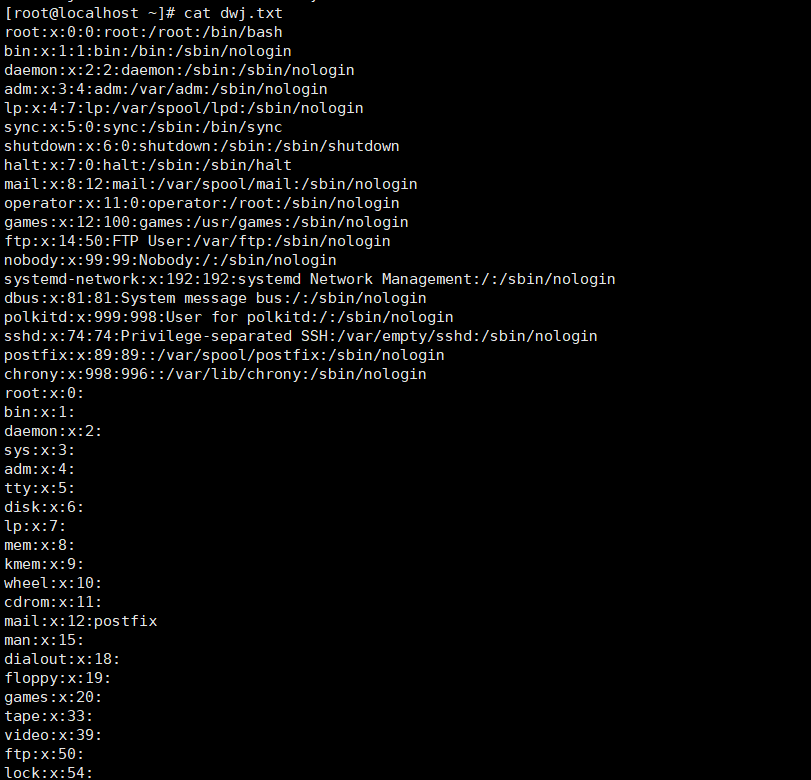 [root@localhost ~]# cat dwj.txt
root:x:0:0:root:/root:/bin/bash
bin:x:1:1:bin:/bin:/sbin/nologin
daemon:x:2:2:daemon:/sbin:/sbin/nologin
adm:x:3:4:adm:/var/adm:/sbin/nologin
lp:x:4:7:lp:/var/spool/lpd:/sbin/nologin
sync:x:5:0:sync:/sbin:/bin/sync
shutdown:x:6:0:shutdown:/sbin:/sbin/shutdown
halt:x:7:0:halt:/sbin:/sbin/halt
mail:x:8:12:mail:/var/spool/mail:/sbin/nologin
operator:x:11:0:operator:/root:/sbin/nologin
games:x:12:100:games:/usr/games:/sbin/nologin
ftp:x:14:50:FTP User:/var/ftp:/sbin/nologin
nobody:x:99:99:Nobody:/:/sbin/nologin
systemd-network:x:192:192:systemd Network Management:/:/sbin/nologin
dbus:x:81:81:System message bus:/:/sbin/nologin
polkitd:x:999:998:User for polkitd:/:/sbin/nologin
sshd:x:74:74:Privilege-separated SSH:/var/empty/sshd:/sbin/nologin
postfix:x:89:89::/var/spool/postfix:/sbin/nologin
chrony:x:998:996::/var/lib/chrony:/sbin/nologin
root:x:0:
bin:x:1:
daemon:x:2:
sys:x:3:
adm:x:4:
tty:x:5:
disk:x:6:
lp:x:7:
mem:x:8:
kmem:x:9:
wheel:x:10:
cdrom:x:11:
mail:x:12:postfix
man:x:15:
dialout:x:18:
floppy:x:19:
games:x:20:
tape:x:33:
video:x:39:
ftp:x:50:
lock:x:54: